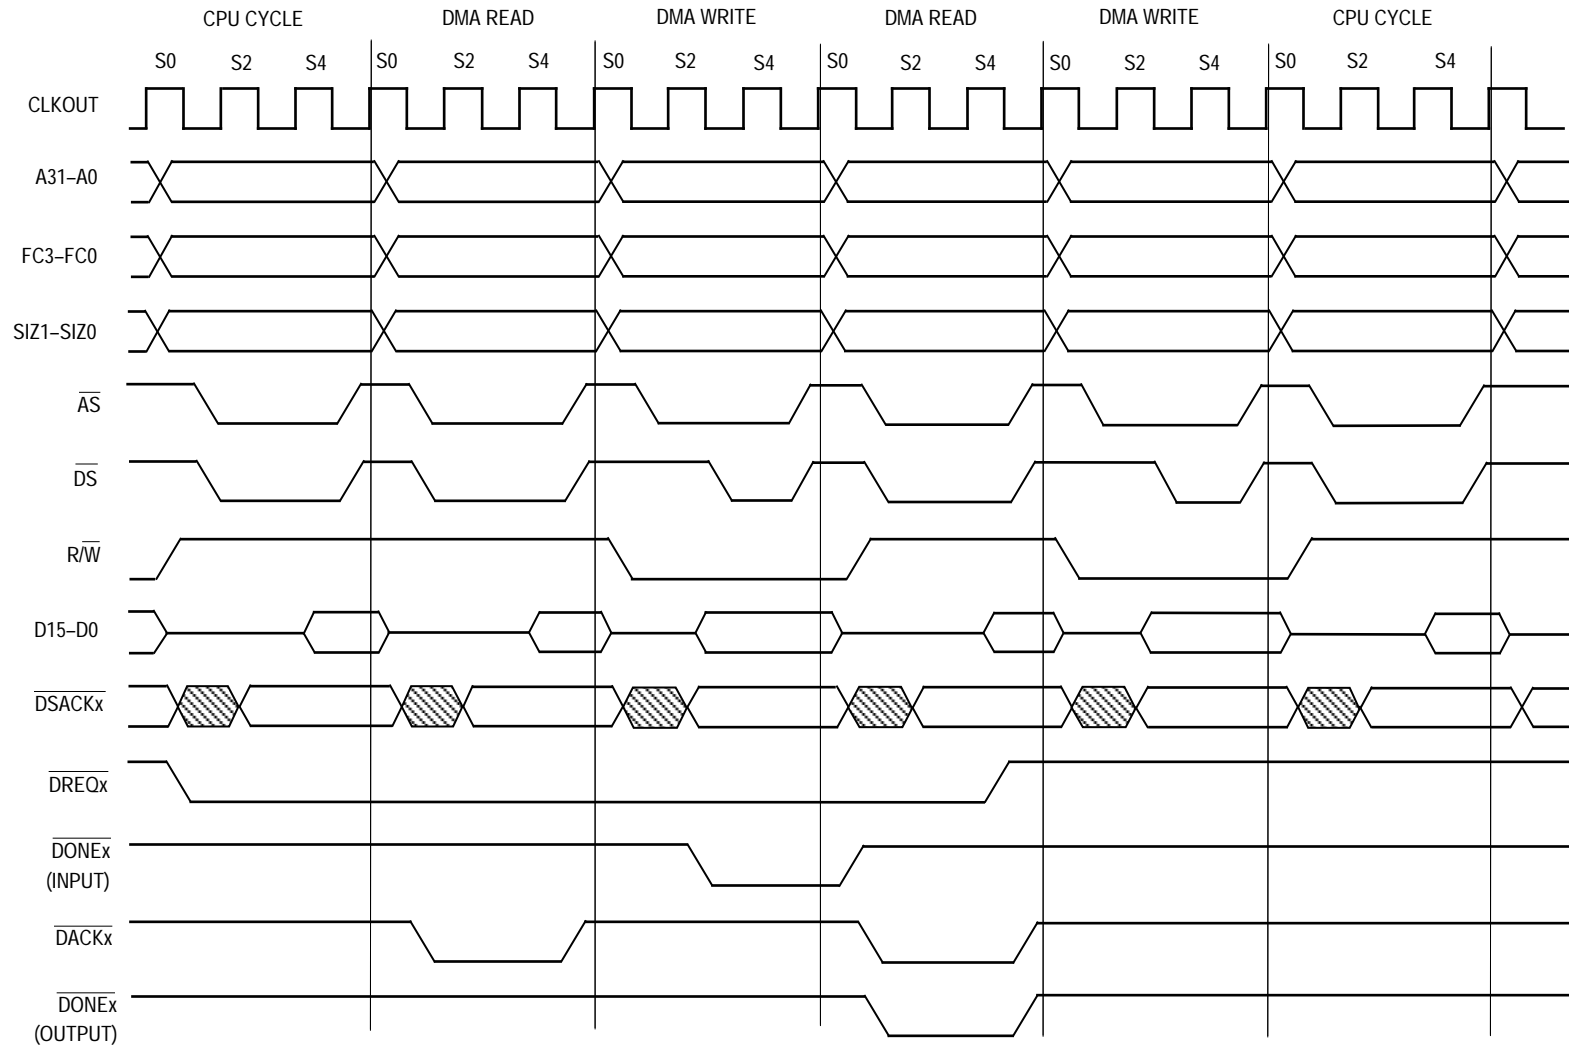 CPU CYCLE DMA READ DMA WRITE DMA READ DMA WRITE CPU CYCLE
S0 S2 S4 S0 S2 S4 S0 S2 S4 S0 S2 S4 S0 S2 S4 S0 S2 S4
CLKOUT
A31–A0
FC3–FC0
SIZ1–SIZ0
AS
DS
R/W
D15–D0
DSACKx
DREQx
DONEx
(INPUT)
DACKx
DONEx
(OUTPUT)